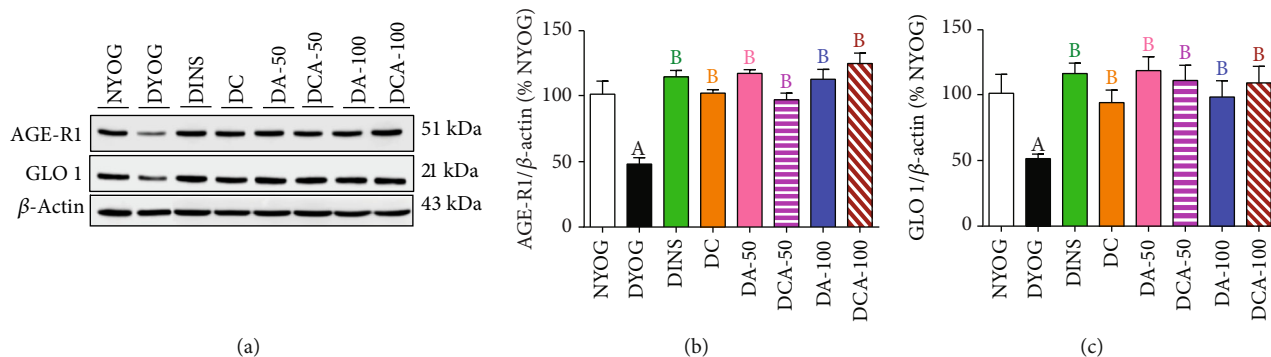 NYOG DYOG DINS DC DA-50 DCA-50 DA-100 DCA-100
AGE-R1 51 kDa
GLO 1 21 kDa
β-Actin 43 kDa
(a)
AGE-R1/β-actin (% NYOG)
150
100
50
0
A B B B B B B
NYOG DYOG DINS DC DA-50 DCA-50 DA-100 DCA-100
(b)
GLO 1/β-actin (% NYOG)
150
100
50
0
A B B B B B B
NYOG DYOG DINS DC DA-50 DCA-50 DA-100 DCA-100
(c)